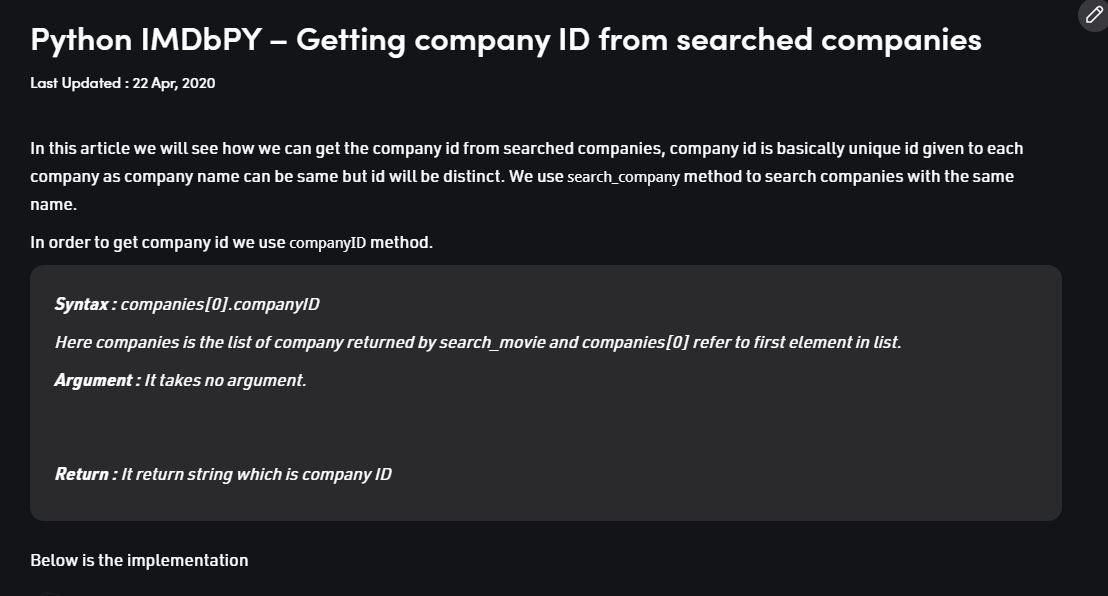 Python IMDbPY – Getting company ID from searched companies
Last Updated : 22 Apr, 2020
In this article we will see how we can get the company id from searched companies, company id is basically unique id given to each
company as company name can be same but id will be distinct. We use search_company method to search companies with the same
name.
In order to get company id we use companyID method.
Syntax : companies[0].companyID
Here companies is the list of company returned by search_movie and companies[0] refer to first element in list.
Argument : It takes no argument.
Return : It return string which is company ID
Below is the implementation